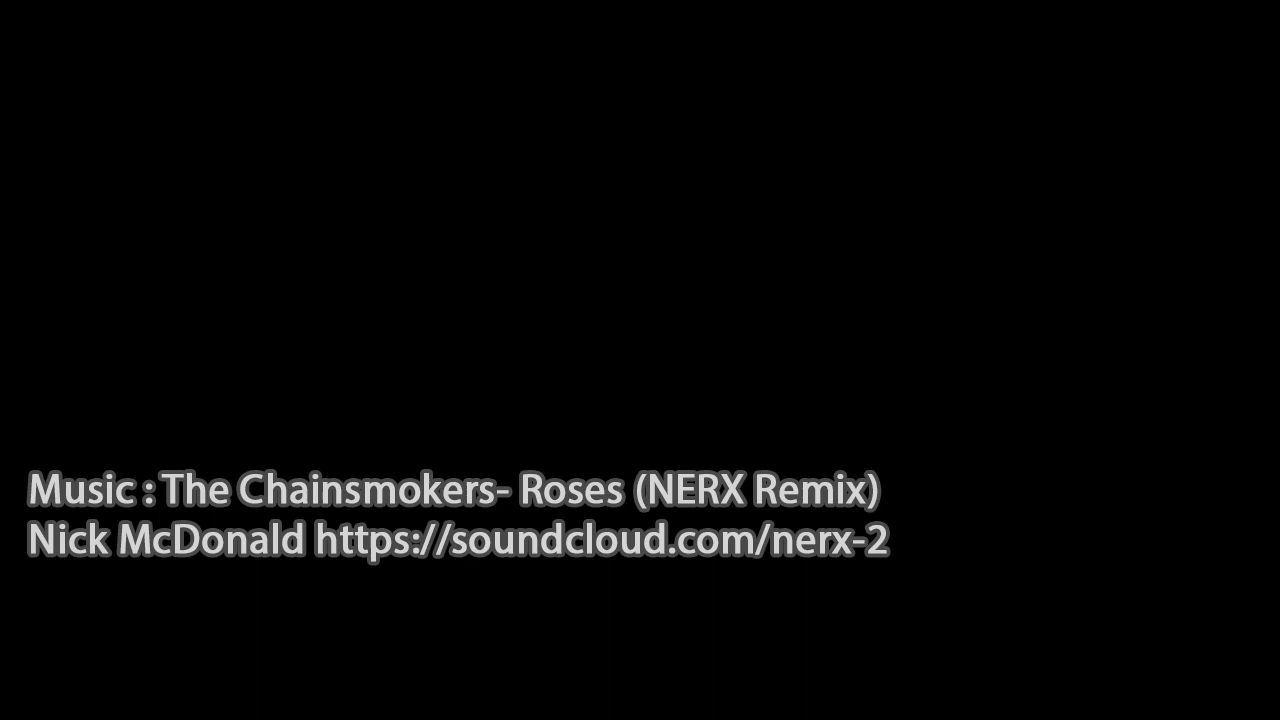 Music : The Chainsmokers- Roses (NERX Remix)
Nick McDonald https://soundcloud.com/nerx-2